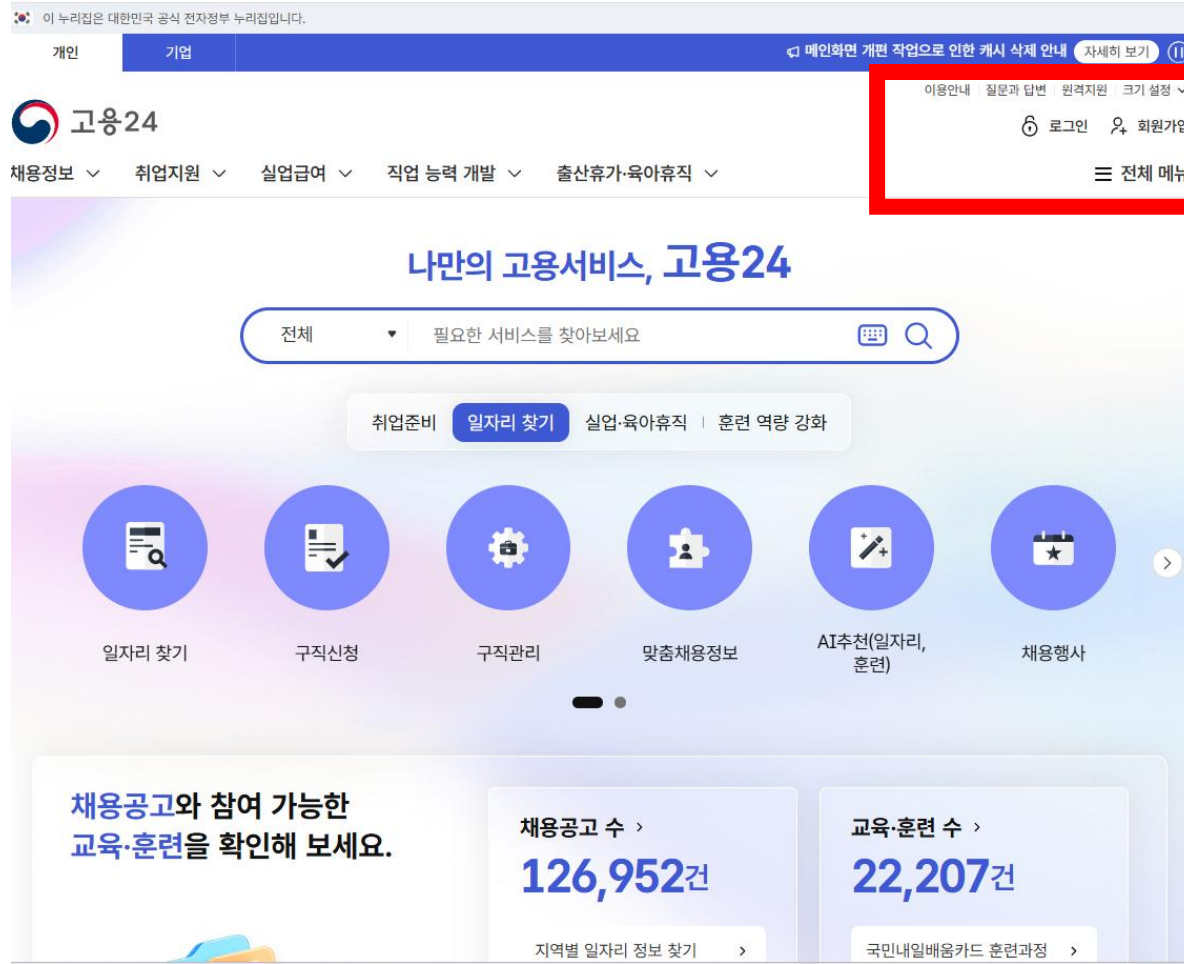 이 누리집은 대한민국 공식 전자정부 누리집입니다.
개인 기업 메인화면 개편 작업으로 인한 캐시 삭제 안내 자세히 보기
이용안내 질문과 답변 원격지원 크기 설정
고용24 로그인 회원가입
채용정보 취업지원 실업급여 직업 능력 개발 출산휴가·육아휴직 전체 메뉴
나만의 고용서비스, 고용24
전체 필요한 서비스를 찾아보세요
취업준비 일자리 찾기 실업·육아휴직 훈련 역량 강화
일자리 찾기 구직신청 구직관리 맞춤채용정보 AI추천(일자리, 훈련) 채용행사
채용공고와 참여 가능한
교육·훈련을 확인해 보세요.
채용공고 수 교육·훈련 수
126,952건 22,207건
지역별 일자리 정보 찾기 국민내일배움카드 훈련과정